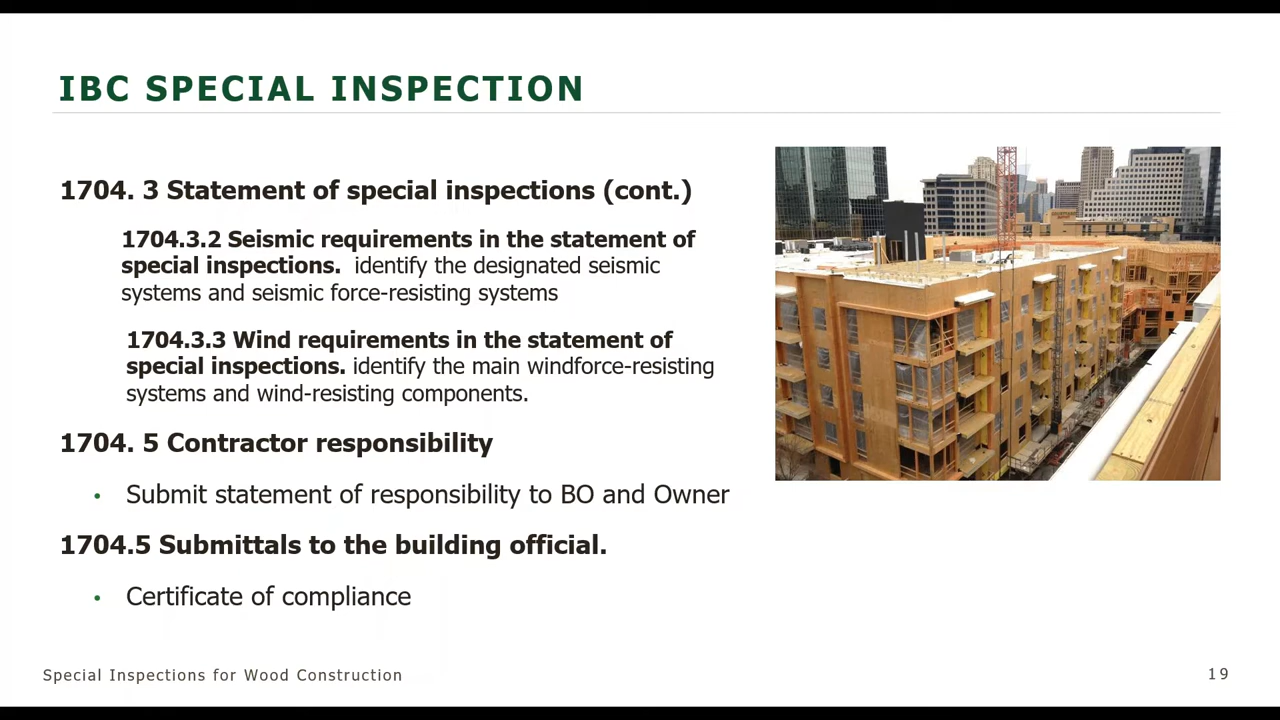 IBC SPECIAL INSPECTION
1704. 3 Statement of special inspections (cont.)
1704.3.2 Seismic requirements in the statement of
special inspections. identify the designated seismic
systems and seismic force-resisting systems
1704.3.3 Wind requirements in the statement of
special inspections. identify the main windforce-resisting
systems and wind-resisting components.
1704. 5 Contractor responsibility
• Submit statement of responsibility to BO and Owner
1704.5 Submittals to the building official.
• Certificate of compliance
Special Inspections for Wood Construction
19